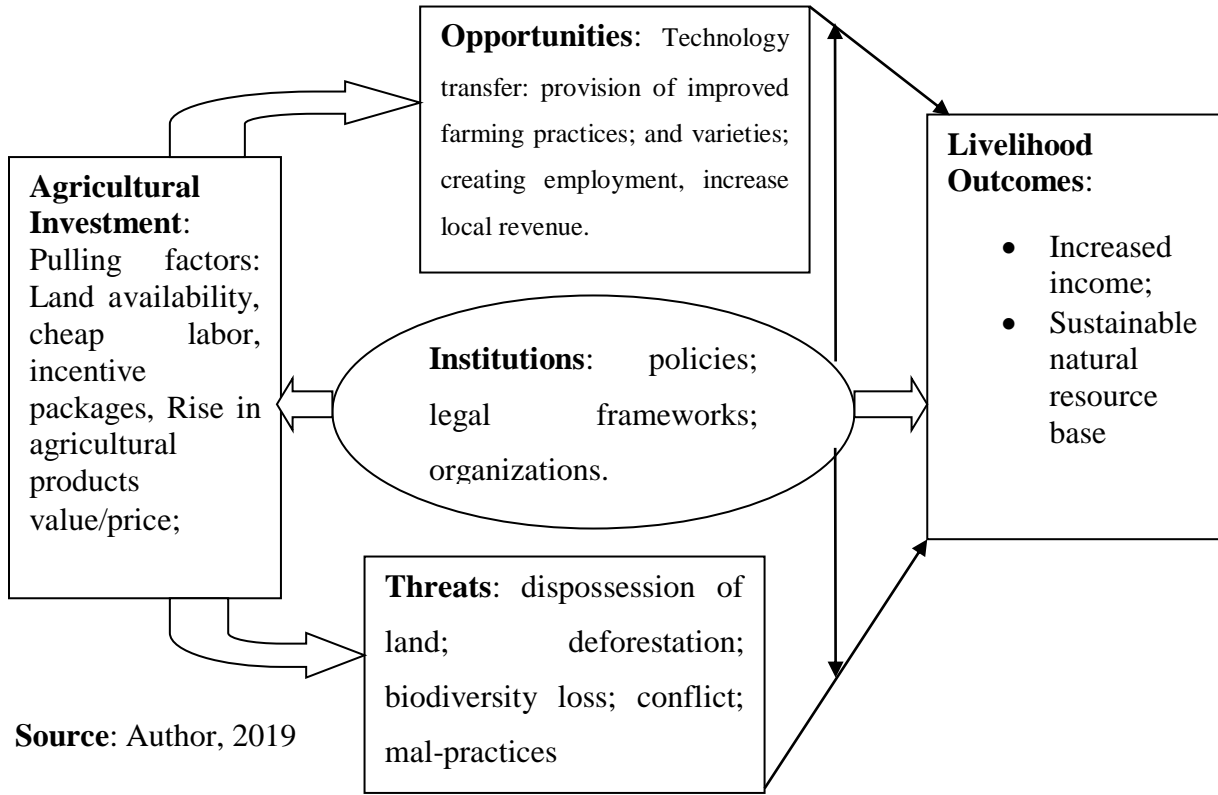 Opportunities: Technology
transfer: provision of improved
farming practices; and varieties;
creating employment, increase
local revenue.
Agricultural
Investment:
Pulling factors:
Land availability,
cheap labor,
incentive
packages, Rise in
agricultural
products
value/price;
Institutions: policies;
legal frameworks;
organizations.
Livelihood
Outcomes:
• Increased
income;
• Sustainable
natural
resource
base
Threats: dispossession of
land; deforestation;
biodiversity loss; conflict;
mal-practices
Source: Author, 2019